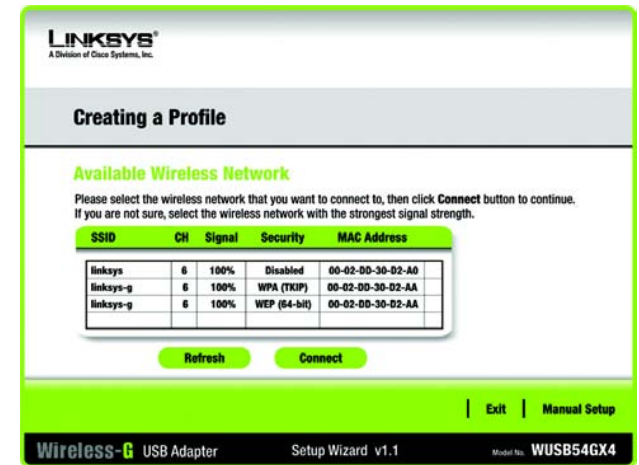 LINKSYS®
A Division of Cisco Systems, Inc.
Creating a Profile
Available Wireless Network
Please select the wireless network that you want to connect to, then click Connect button to continue.
If you are not sure, select the wireless network with the strongest signal strength.
SSID CH Signal Security MAC Address
linksys 6 100% Disabled 00-02-DD-30-D2-A0
linksys-g 6 100% WPA (TKIP) 00-02-DD-30-D2-AA
linksys-g 6 100% WEP (64-bit) 00-02-DD-30-D2-AA
Refresh Connect
Exit Manual Setup
Wireless-G USB Adapter Setup Wizard v1.1 Model No. WUSB54GX4